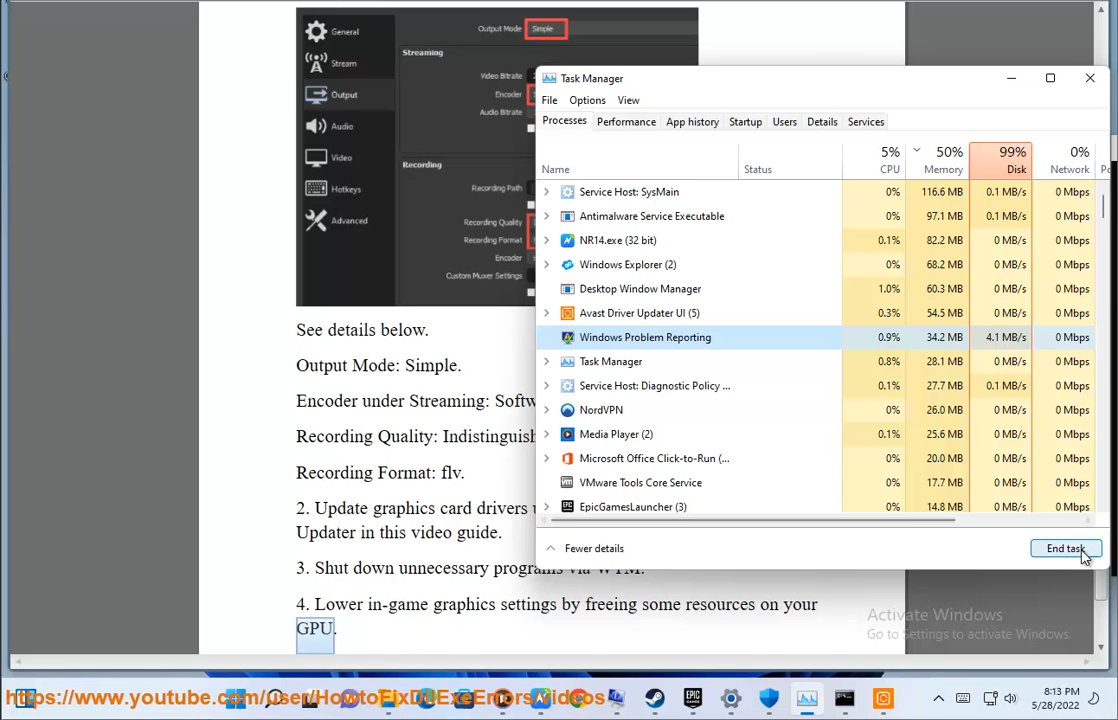 General
Stream
Output
Audio
Video
Hotkeys
Advanced
Output Mode Simple
Streaming
Video Bitrate
Encoder
Audio Bitrate
Recording
Recording Path
Recording Quality
Recording Format
Encoder
Custom Muxer Settings
See details below.
Output Mode: Simple.
Encoder under Streaming: Softw
Recording Quality: Indistinguish
Recording Format: flv.
2. Update graphics card drivers
Updater in this video guide.
3. Shut down unnecessary programs via WTM.
4. Lower in-game graphics settings by freeing some resources on your
GPU.
Task Manager
File Options View
Processes Performance App history Startup Users Details Services
5% 50% 99% 0%
Name Status CPU Memory Disk Network Po
Service Host: SysMain 0% 116.6 MB 0.1 MB/s 0 Mbps
Antimalware Service Executable 0% 97.1 MB 0.1 MB/s 0 Mbps
NR14.exe (32 bit) 0.1% 82.2 MB 0 MB/s 0 Mbps
Windows Explorer (2) 0% 68.2 MB 0 MB/s 0 Mbps
Desktop Window Manager 1.0% 60.3 MB 0 MB/s 0 Mbps
Avast Driver Updater UI (5) 0.3% 54.5 MB 0 MB/s 0 Mbps
Windows Problem Reporting 0.9% 34.2 MB 4.1 MB/s 0 Mbps
Task Manager 0.8% 28.1 MB 0 MB/s 0 Mbps
Service Host: Diagnostic Policy ... 0.1% 27.7 MB 0.1 MB/s 0 Mbps
NordVPN 0% 26.0 MB 0 MB/s 0 Mbps
Media Player (2) 0.1% 25.6 MB 0 MB/s 0 Mbps
Microsoft Office Click-to-Run (... 0% 20.0 MB 0 MB/s 0 Mbps
VMware Tools Core Service 0% 17.7 MB 0 MB/s 0 Mbps
EpicGamesLauncher (3) 0% 14.8 MB 0 MB/s 0 Mbps
Fewer details End task
Activate Windows
Go to Settings to activate Windows.
https://www.youtube.com/user/HowtoFixDllExeErrors/videos
8:13 PM
5/28/2022